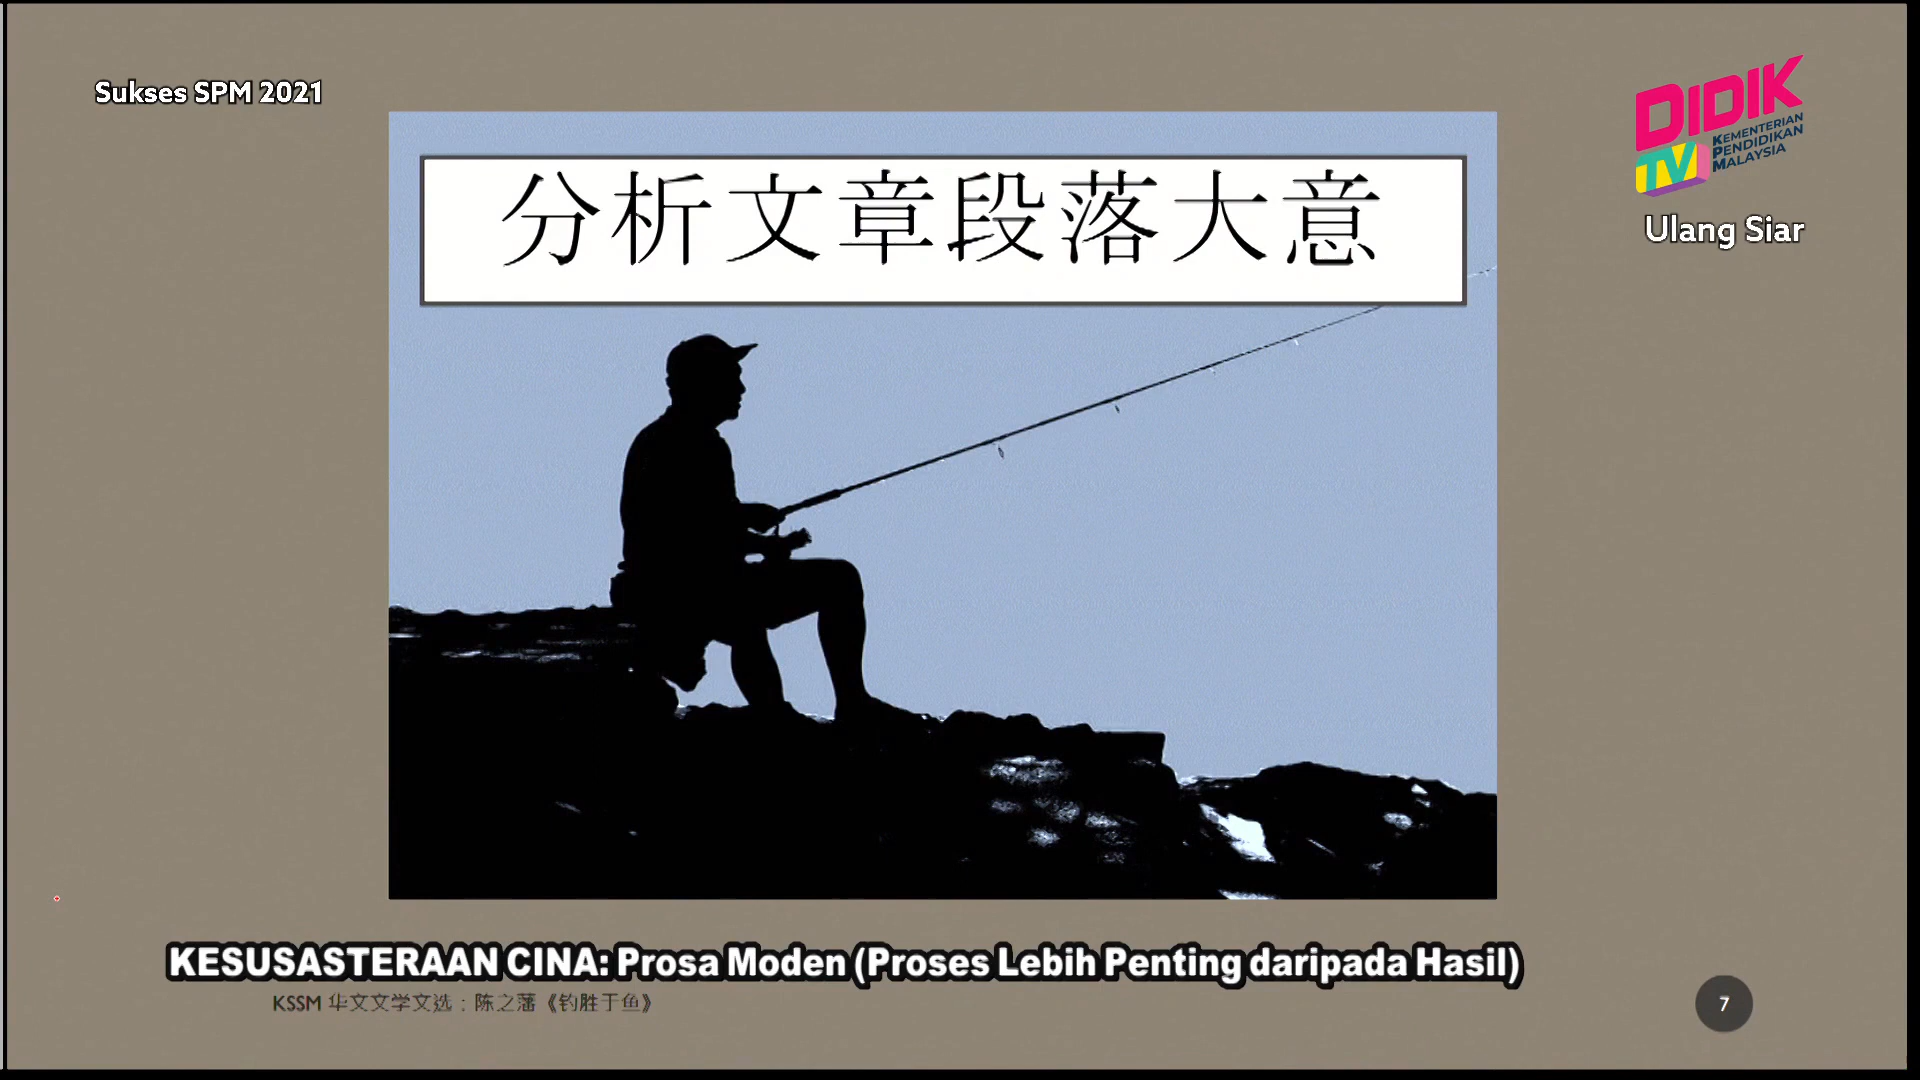 Sukses SPM 2021
DIDIK
TV
KEMENTERIAN
PENDIDIKAN
MALAYSIA
Ulang Siar
分析文章段落大意
KESUSASTERAAN CINA: Prosa Moden (Proses Lebih Penting daripada Hasil)
KSSM 华文文学文选：陈之藩《钓胜于鱼》
7